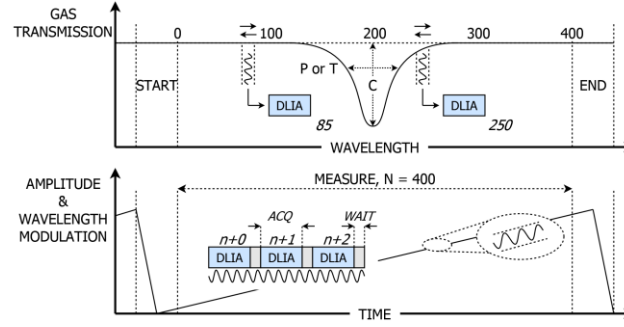 GAS
TRANSMISSION
0 100 200 300 400
START
P or T
C
END
DLIA
DLIA
85
250
WAVELENGTH
AMPLITUDE
&
WAVELENGTH
MODULATION
MEASURE, N = 400
ACQ WAIT
n+0 n+1 n+2
DLIA DLIA DLIA
TIME